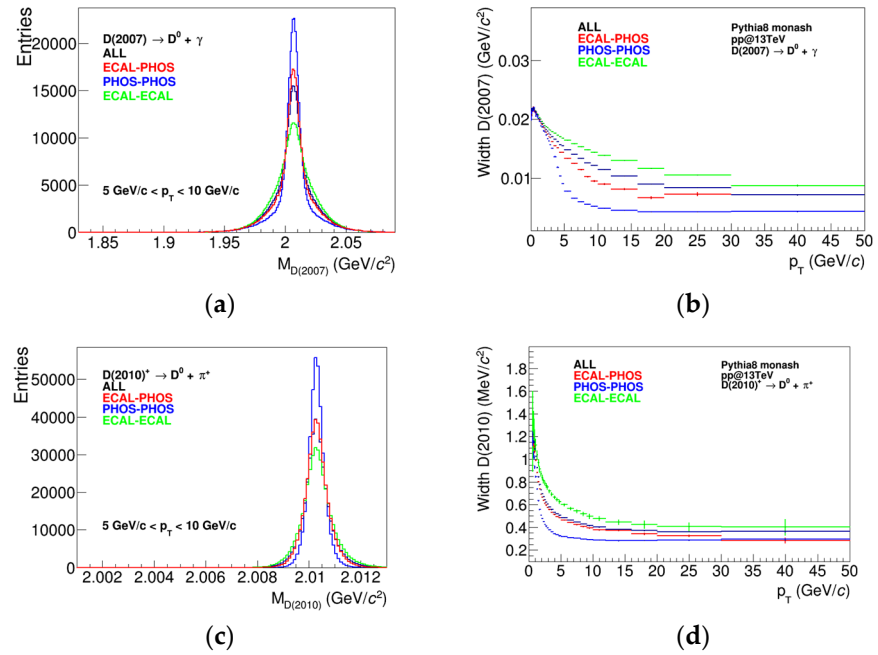 Entries
20000
15000
10000
5000
0
D(2007) → D⁰ + γ
ALL
ECAL-PHOS
PHOS-PHOS
ECAL-ECAL
5 GeV/c < p_T < 10 GeV/c
1.85 1.9 1.95 2 2.05
M_D(2007) (GeV/c²)
(a)
Width D(2007) (GeV/c²)
0.03
0.02
0.01
ALL
ECAL-PHOS
PHOS-PHOS
ECAL-ECAL
Pythia8 monash
pp@13TeV
D(2007) → D⁰ + γ
0 5 10 15 20 25 30 35 40 45 50
p_T (GeV/c)
(b)
Entries
50000
40000
30000
20000
10000
0
D(2010)⁺ → D⁰ + π⁺
ALL
ECAL-PHOS
PHOS-PHOS
ECAL-ECAL
5 GeV/c < p_T < 10 GeV/c
2.002 2.004 2.006 2.008 2.01 2.012
M_D(2010) (GeV/c²)
(c)
Width D(2010) (MeV/c²)
1.8
1.6
1.4
1.2
1
0.8
0.6
0.4
0.2
ALL
ECAL-PHOS
PHOS-PHOS
ECAL-ECAL
Pythia8 monash
pp@13TeV
D(2010)⁺ → D⁰ + π⁺
0 5 10 15 20 25 30 35 40 45 50
p_T (GeV/c)
(d)